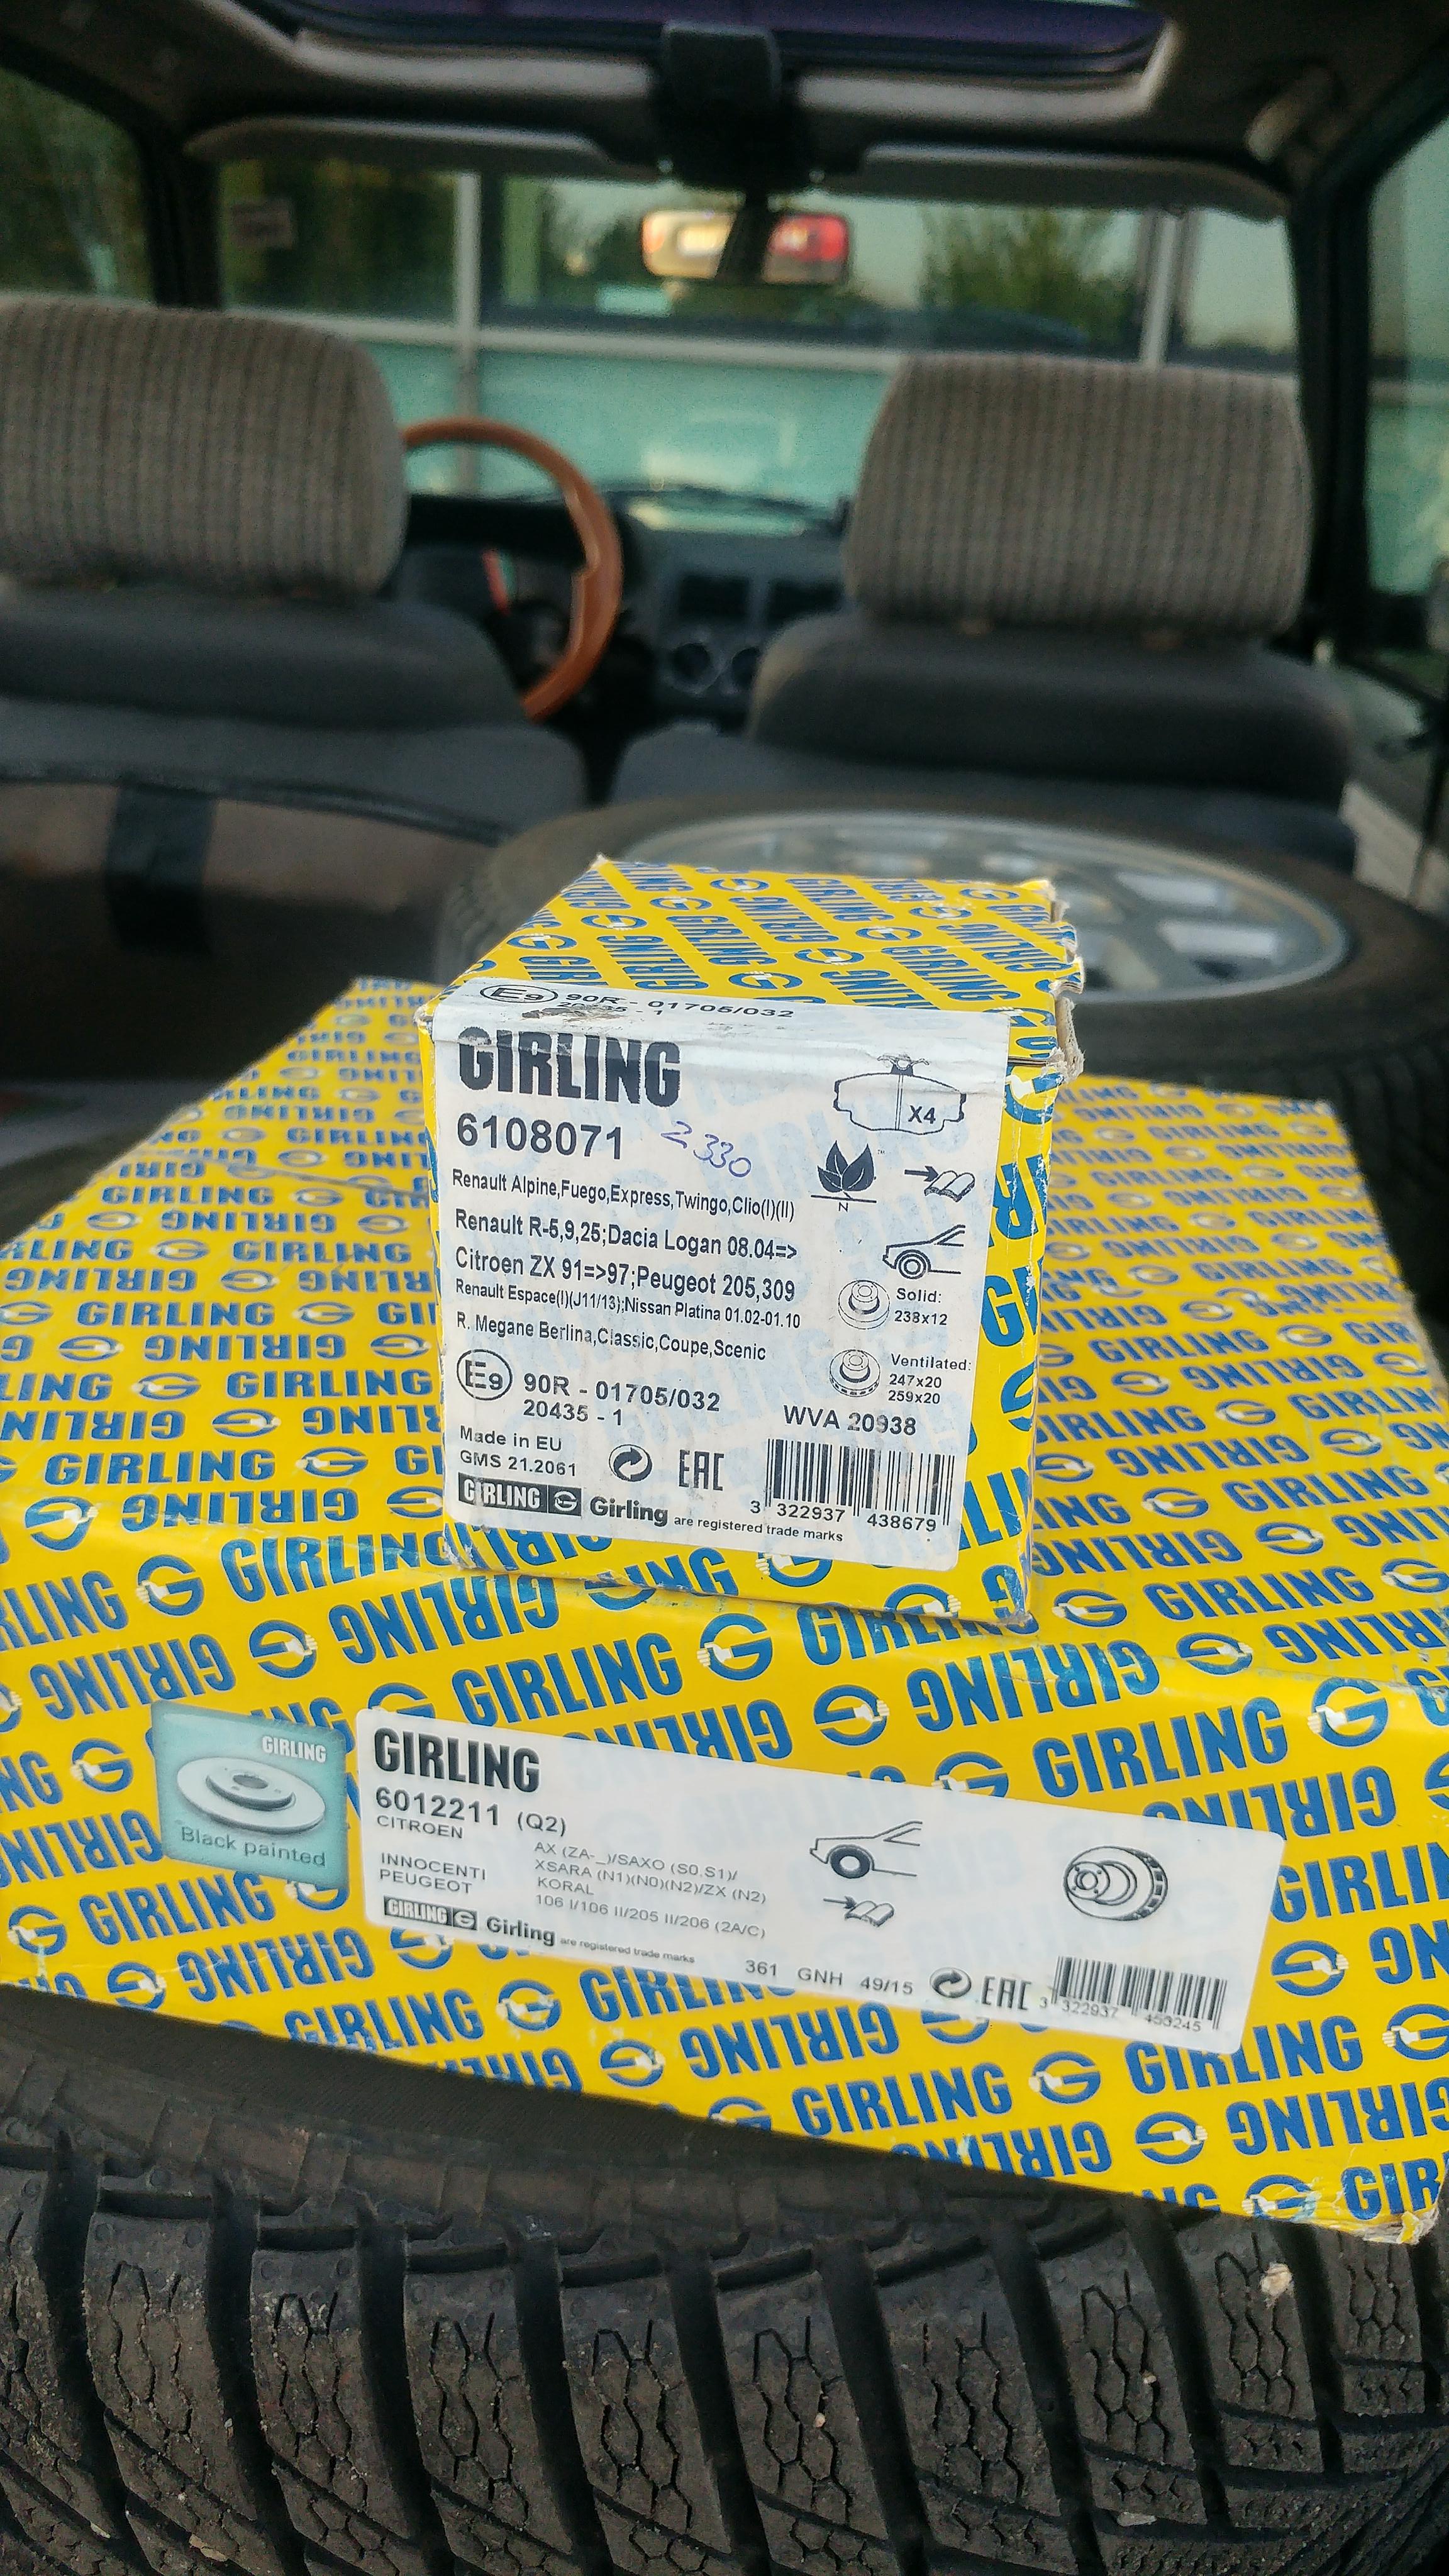 E9 90R - 01705/032
20435 - 1
GIRLING
6108071 2330
X4
Renault Alpine,Fuego,Express,Twingo,Clio(I)(II)
N
Renault R-5,9,25;Dacia Logan 08.04=>
Citroen ZX 91=>97;Peugeot 205,309
Renault Espace(I)(J11/13);Nissan Platina 01.02-01.10
R. Megane Berlina,Classic,Coupe,Scenic
Solid:
238x12
Ventilated:
247x20
259x20
E9 90R - 01705/032
20435 - 1
WVA 20938
Made in EU
GMS 21.2061
EAC
GIRLING G Girling are registered trade marks
3 322937 438679
GIRLING
Black painted
GIRLING
6012211 (Q2)
CITROEN AX (ZA-_)/SAXO (S0,S1)/
XSARA (N1)(N0)(N2)/ZX (N2)
INNOCENTI KORAL
PEUGEOT 106 I/106 II/205 II/206 (2A/C)
GIRLING G Girling are registered trade marks
361 GNH 49/15 EAC
3 322937 453245